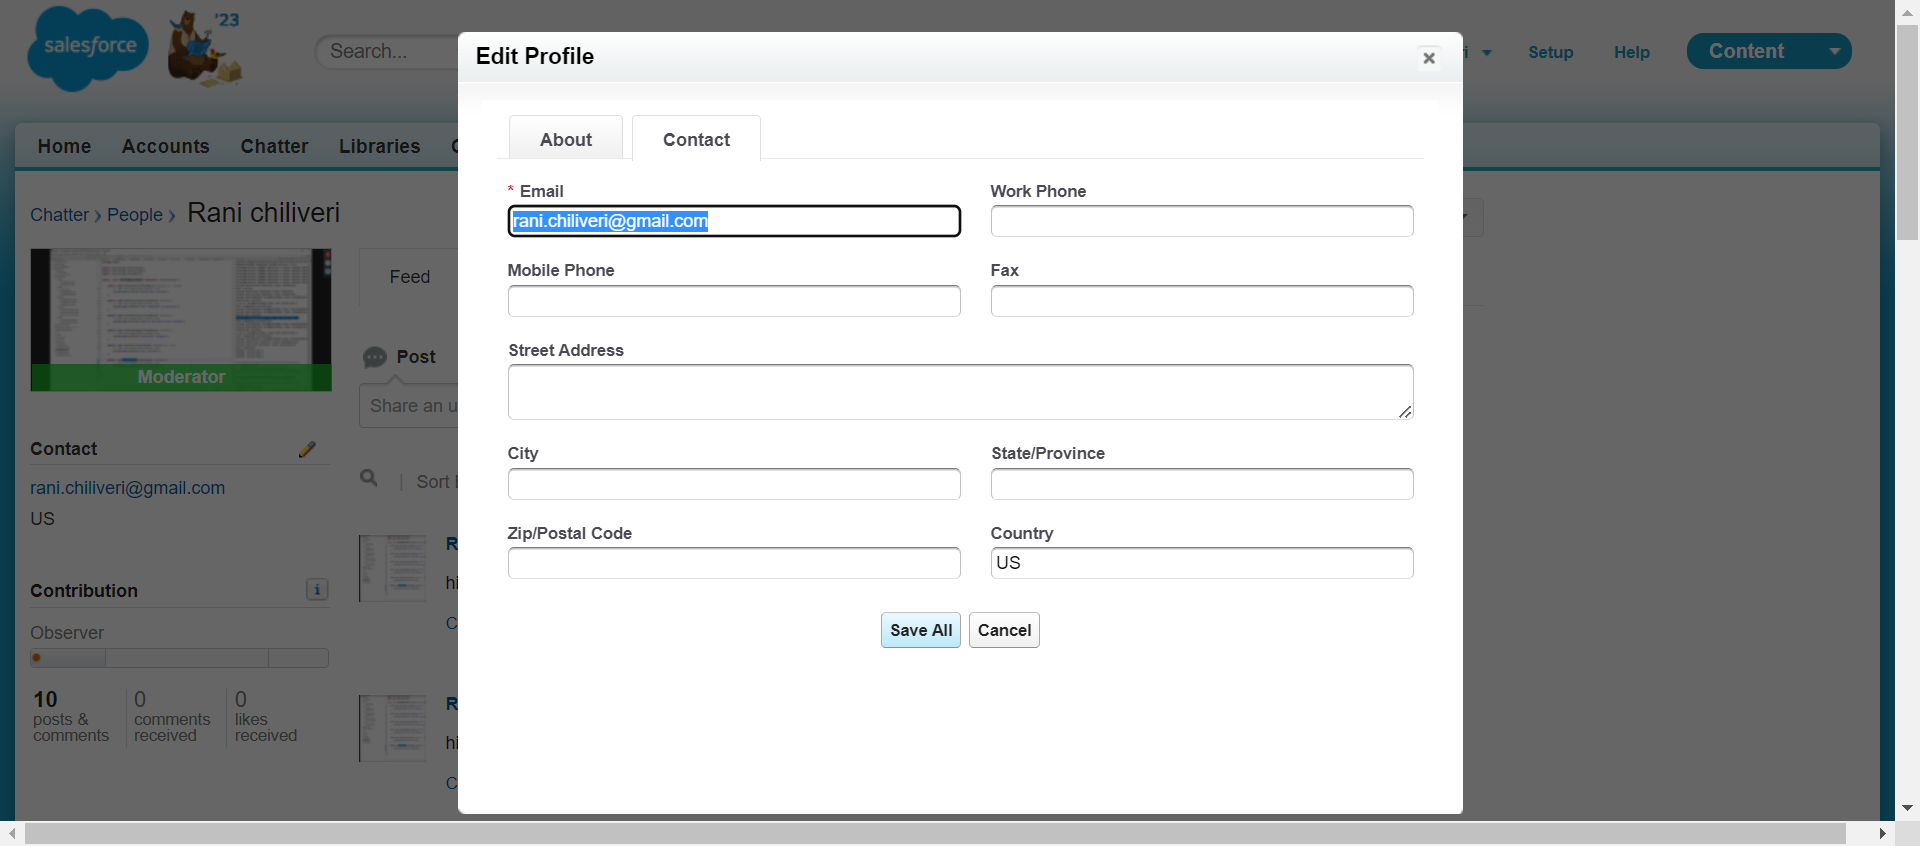 salesforce
'23
Search...
Setup
Help
Content
Home
Accounts
Chatter
Libraries
Chatter › People › Rani chiliveri
Moderator
Contact
rani.chiliveri@gmail.com
US
Contribution
Observer
10
posts &
comments
0
comments
received
0
likes
received
Feed
Post
Share an u
Sort
hi
hi
Edit Profile
About
Contact
* Email
rani.chiliveri@gmail.com
Work Phone
Mobile Phone
Fax
Street Address
City
State/Province
Zip/Postal Code
Country
US
Save All
Cancel